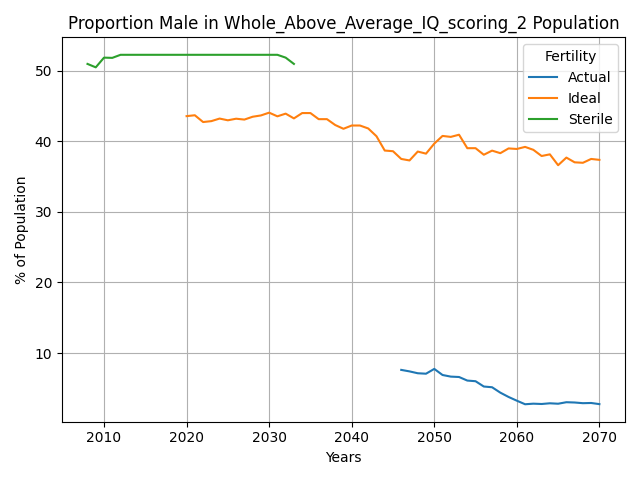 Proportion Male in Whole_Above_Average_IQ_scoring_2 Population
Fertility
Actual
Ideal
Sterile
% of Population
50
40
30
20
10
2010 2020 2030 2040 2050 2060 2070
Years